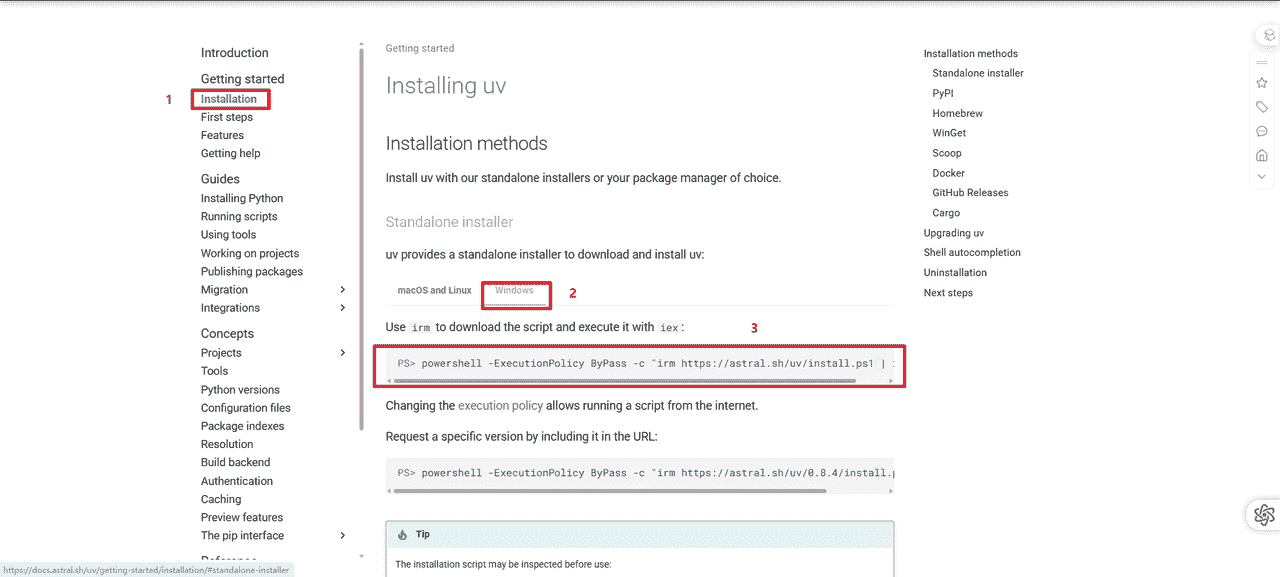 Introduction
Getting started
1
Installation
First steps
Features
Getting help
Guides
Installing Python
Running scripts
Using tools
Working on projects
Publishing packages
Migration
Integrations
Concepts
Projects
Tools
Python versions
Configuration files
Package indexes
Resolution
Build backend
Authentication
Caching
Preview features
The pip interface
Reference
Getting started
Installing uv
Installation methods
Install uv with our standalone installers or your package manager of choice.
Standalone installer
uv provides a standalone installer to download and install uv:
macOS and Linux Windows 2
Use irm to download the script and execute it with iex: 3
PS> powershell -ExecutionPolicy ByPass -c "irm https://astral.sh/uv/install.ps1 |
Changing the execution policy allows running a script from the internet.
Request a specific version by including it in the URL:
PS> powershell -ExecutionPolicy ByPass -c "irm https://astral.sh/uv/0.8.4/install.p
Tip
The installation script may be inspected before use:
Installation methods
Standalone installer
PyPI
Homebrew
WinGet
Scoop
Docker
GitHub Releases
Cargo
Upgrading uv
Shell autocompletion
Uninstallation
Next steps
https://docs.astral.sh/uv/getting-started/installation/#standalone-installer